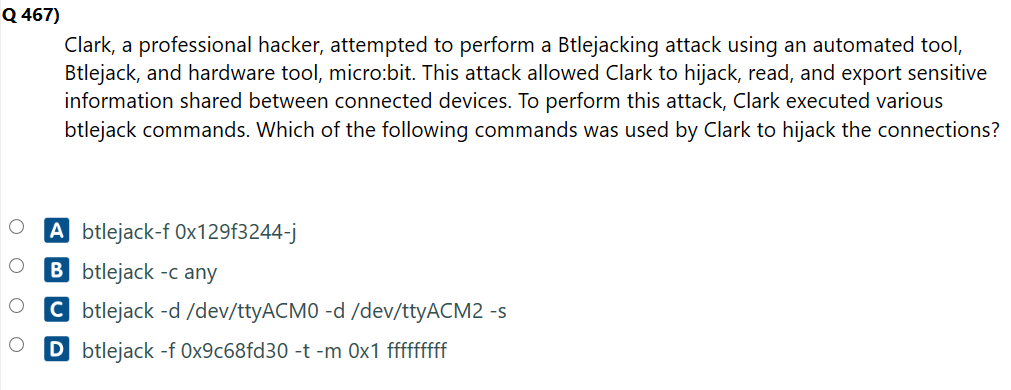 Q 467)
Clark, a professional hacker, attempted to perform a Btlejacking attack using an automated tool,
Btlejack, and hardware tool, micro:bit. This attack allowed Clark to hijack, read, and export sensitive
information shared between connected devices. To perform this attack, Clark executed various
btlejack commands. Which of the following commands was used by Clark to hijack the connections?
A btlejack-f 0x129f3244-j
B btlejack -c any
C btlejack -d /dev/ttyACM0 -d /dev/ttyACM2 -s
D btlejack -f 0x9c68fd30 -t -m 0x1 fffffffff